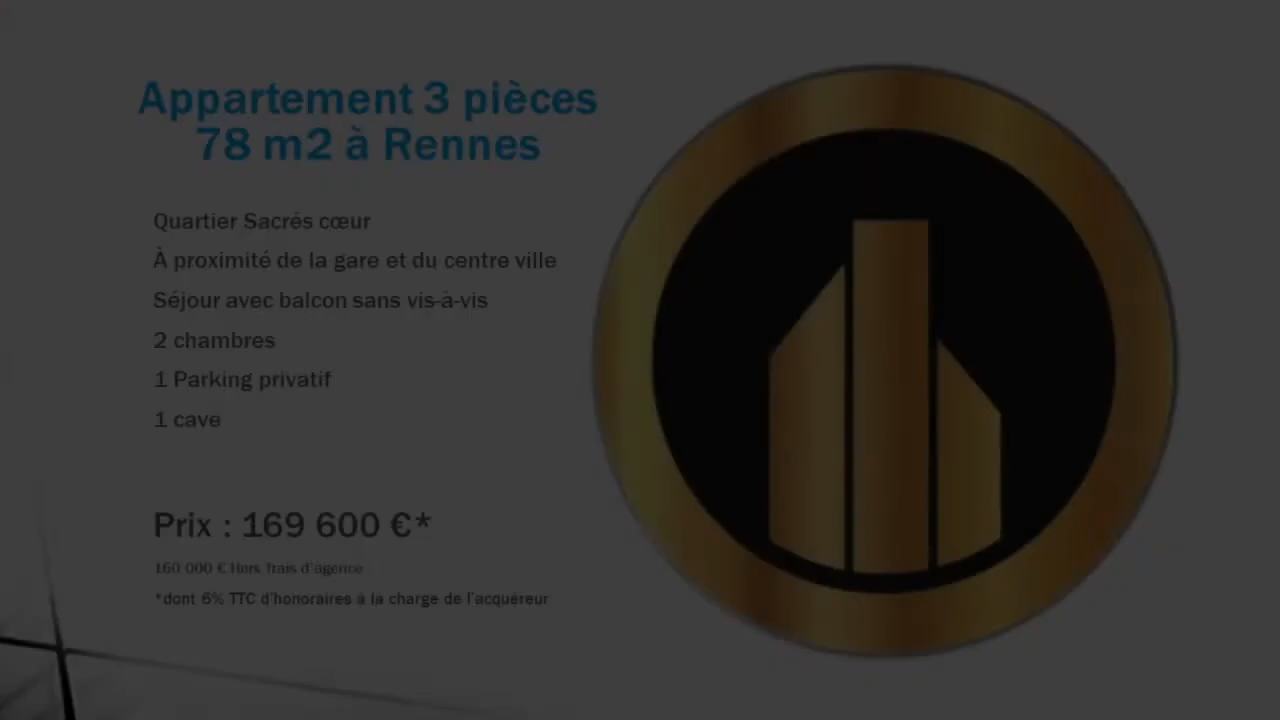 Appartement 3 pièces
78 m2 à Rennes
Quartier Sacrés cœur
À proximité de la gare et du centre ville
Séjour avec balcon sans vis-à-vis
2 chambres
1 Parking privatif
1 cave
Prix : 169 600 €*
160 000 € Hors frais d'agence
*dont 6% TTC d'honoraires à la charge de l'acquéreur